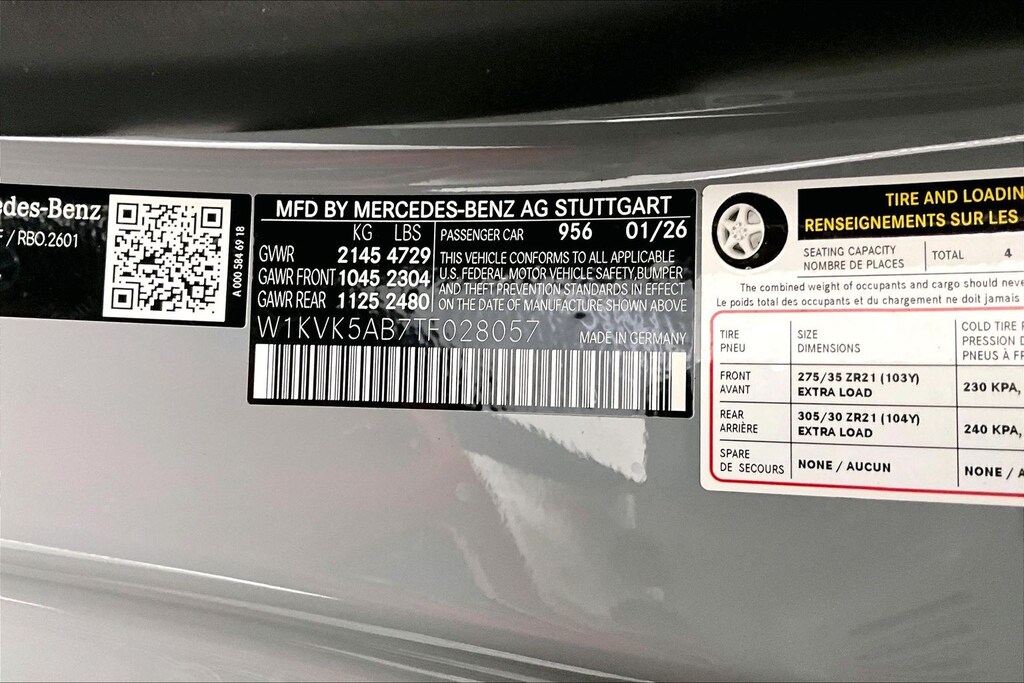 edes-Benz
/ RBO.2601
A 000 584 69 18
MFD BY MERCEDES-BENZ AG STUTTGART
KG LBS
GVWR 2145 4729
GAWR FRONT 1045 2304
GAWR REAR 1125 2480
PASSENGER CAR 956 01/26
THIS VEHICLE CONFORMS TO ALL APPLICABLE
U.S. FEDERAL MOTOR VEHICLE SAFETY, BUMPER
AND THEFT PREVENTION STANDARDS IN EFFECT
ON THE DATE OF MANUFACTURE SHOWN ABOVE
W1KVK5AB7TF028057
MADE IN GERMANY
TIRE AND LOADIN
RENSEIGNEMENTS SUR LES
SEATING CAPACITY
NOMBRE DE PLACES
TOTAL 4
The combined weight of occupants and cargo should neve
Le poids total des occupants et du chargement ne doit jamais
TIRE
PNEU
SIZE
DIMENSIONS
COLD TIRE
PRESSION D
PNEUS À FR
FRONT
AVANT
275/35 ZR21 (103Y)
EXTRA LOAD
230 KPA,
REAR
ARRIÈRE
305/30 ZR21 (104Y)
EXTRA LOAD
240 KPA,
SPARE
DE SECOURS
NONE / AUCUN
NONE / A